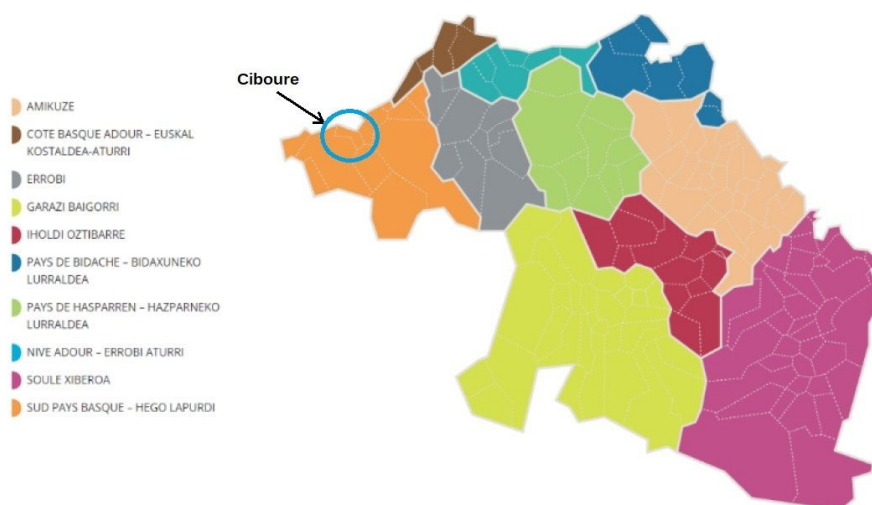 Ciboure
AMIKUZE
COTE BASQUE ADOUR – EUSKAL
KOSTALDEA-ATURRI
ERROBI
GARAZI BAIGORRI
IHOLDI OZTIBARRE
PAYS DE BIDACHE – BIDAXUNEKO
LURRALDEA
PAYS DE HASPARREN – HAZPARNEKO
LURRALDEA
NIVE ADOUR – ERROBI ATURRI
SOULE XIBEROA
SUD PAYS BASQUE – HEGO LAPURDI